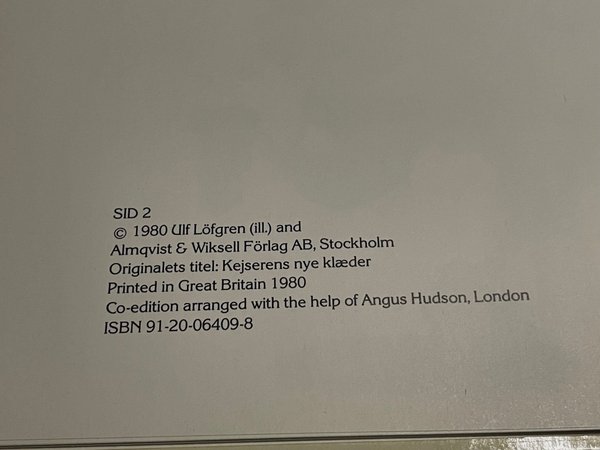 SID 2
© 1980 Ulf Löfgren (ill.) and
Almqvist & Wiksell Förlag AB, Stockholm
Originalets titel: Kejserens nye klæder
Printed in Great Britain 1980
Co-edition arranged with the help of Angus Hudson, London
ISBN 91-20-06409-8